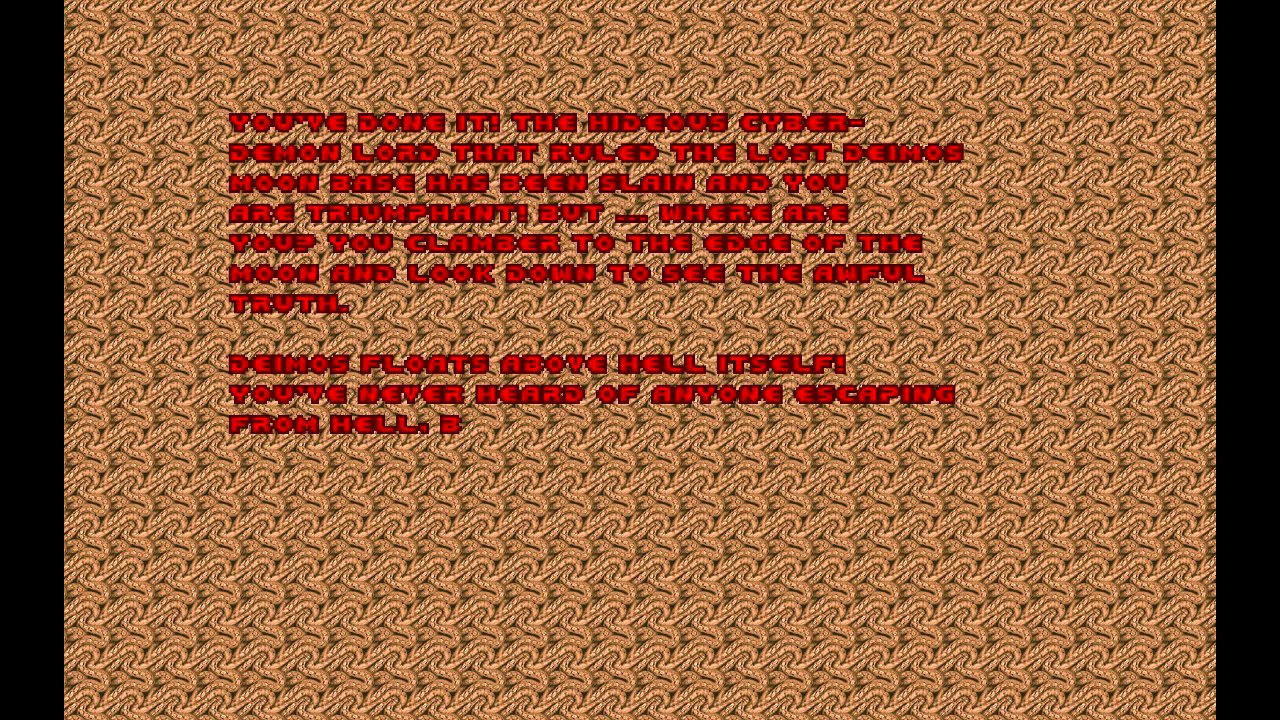 YOU'VE DONE IT! THE HIDEOUS CYBER-
DEMON LORD THAT RULED THE LOST DEIMOS
MOON BASE HAS BEEN SLAIN AND YOU
ARE TRIUMPHANT! BUT ... WHERE ARE
YOU? YOU CLAMBER TO THE EDGE OF THE
MOON AND LOOK DOWN TO SEE THE AWFUL
TRUTH.
DEIMOS FLOATS ABOVE HELL ITSELF!
YOU'VE NEVER HEARD OF ANYONE ESCAPING
FROM HELL, B